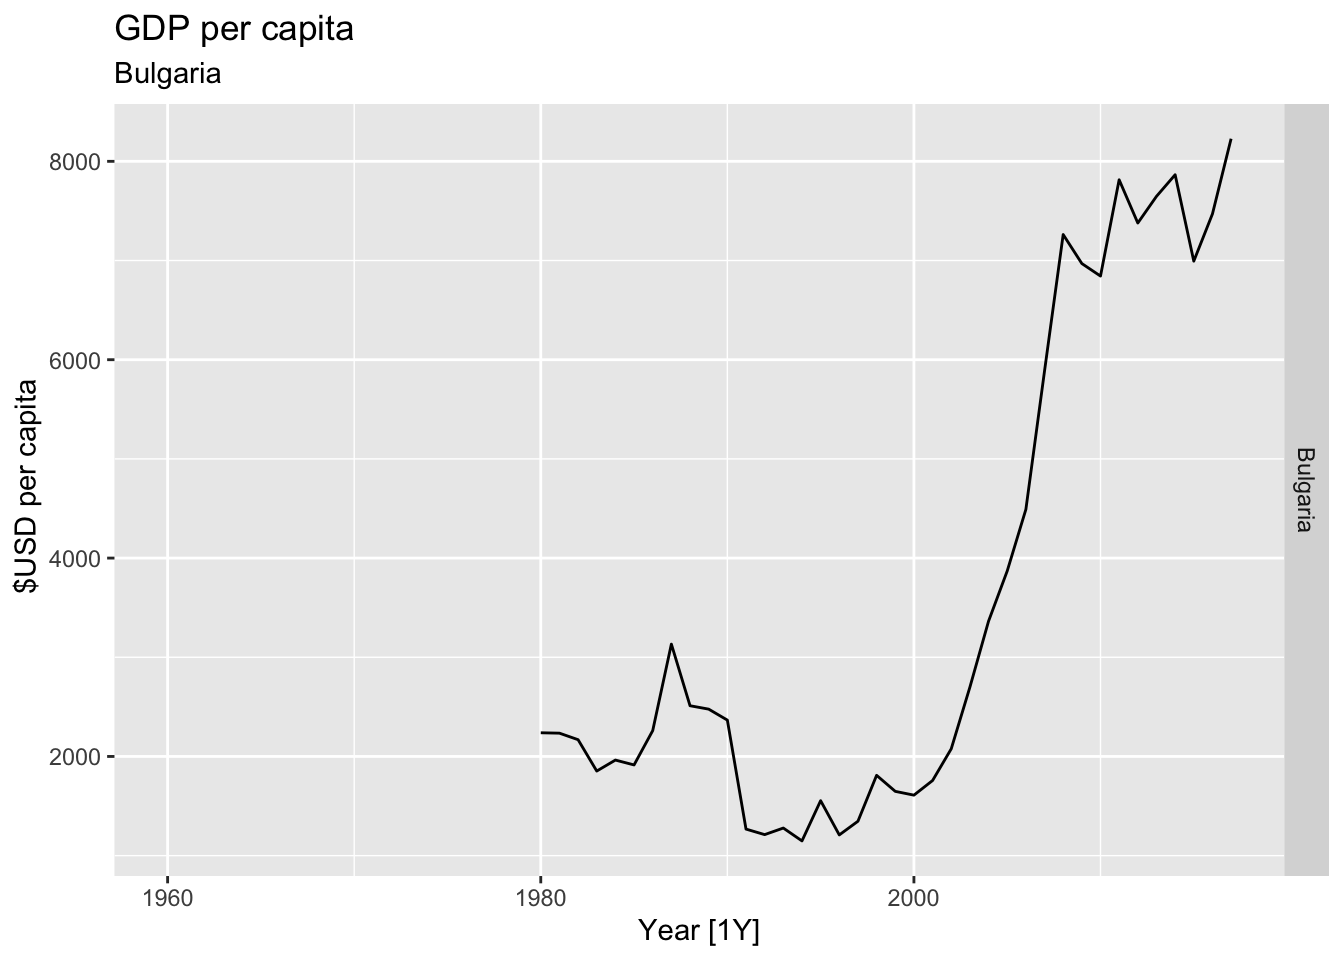 GDP per capita
Bulgaria
8000
6000
4000
2000
$USD per capita
Bulgaria
1960
1980
2000
Year [1Y]